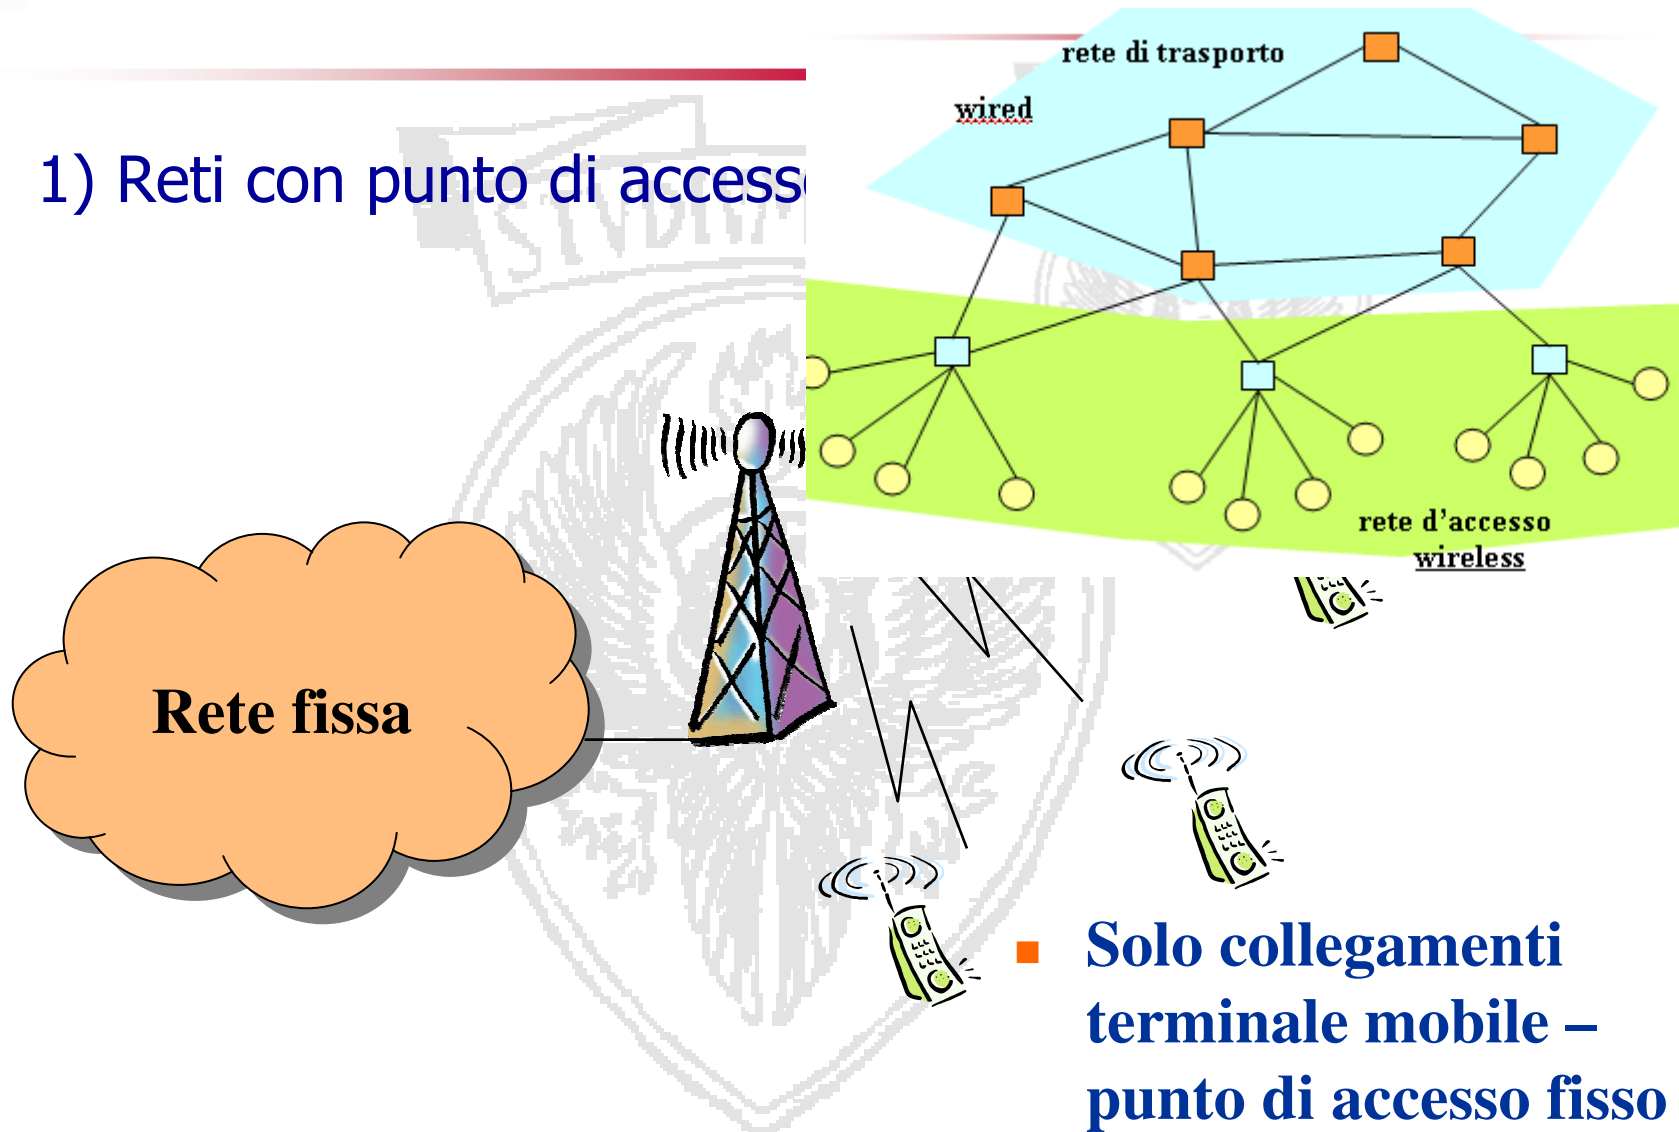 1) Reti con punto di access
rete di trasporto
wired
rete d'accesso
wireless
Rete fissa
Solo collegamenti
terminale mobile –
punto di accesso fisso